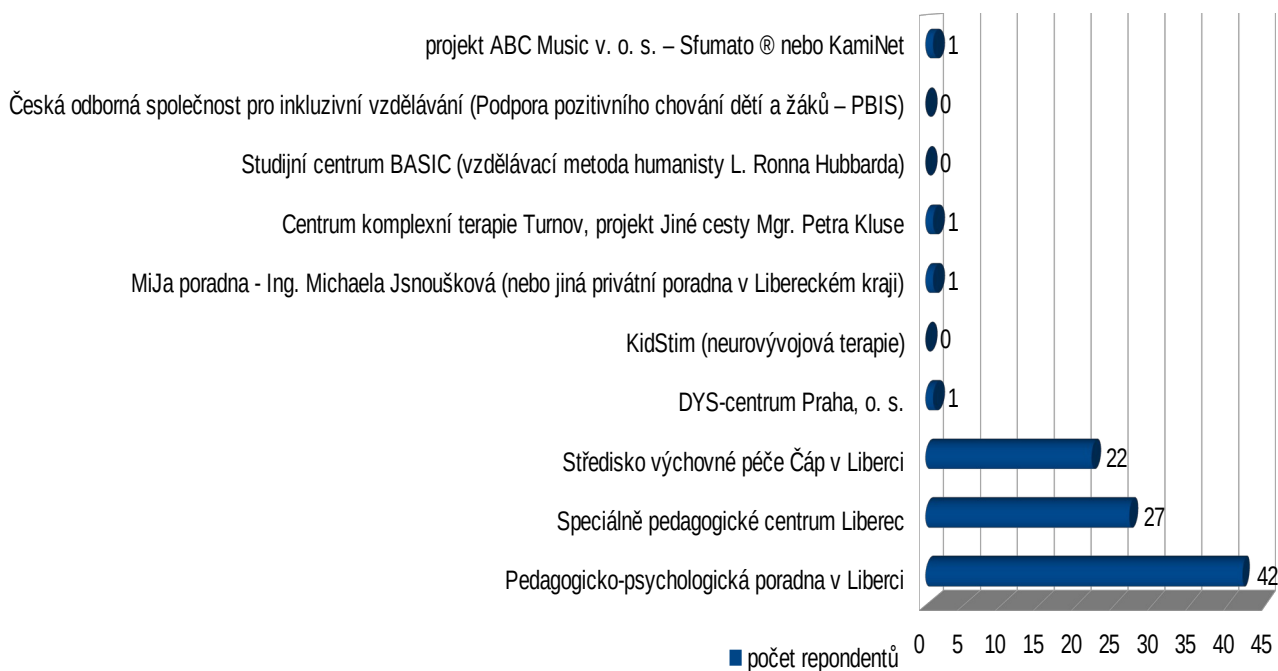 projekt ABC Music v. o. s. – Sfumato ® nebo KamiNet 1
Česká odborná společnost pro inkluzivní vzdělávání (Podpora pozitivního chování dětí a žáků – PBIS) 0
Studijní centrum BASIC (vzdělávací metoda humanisty L. Ronna Hubbarda) 0
Centrum komplexní terapie Turnov, projekt Jiné cesty Mgr. Petra Kluse 1
MiJa poradna - Ing. Michaela Jsnoušková (nebo jiná privátní poradna v Libereckém kraji) 1
KidStim (neurovývojová terapie) 0
DYS-centrum Praha, o. s. 1
Středisko výchovné péče Čáp v Liberci 22
Speciálně pedagogické centrum Liberec 27
Pedagogicko-psychologická poradna v Liberci 42
0 5 10 15 20 25 30 35 40 45
počet repondentů